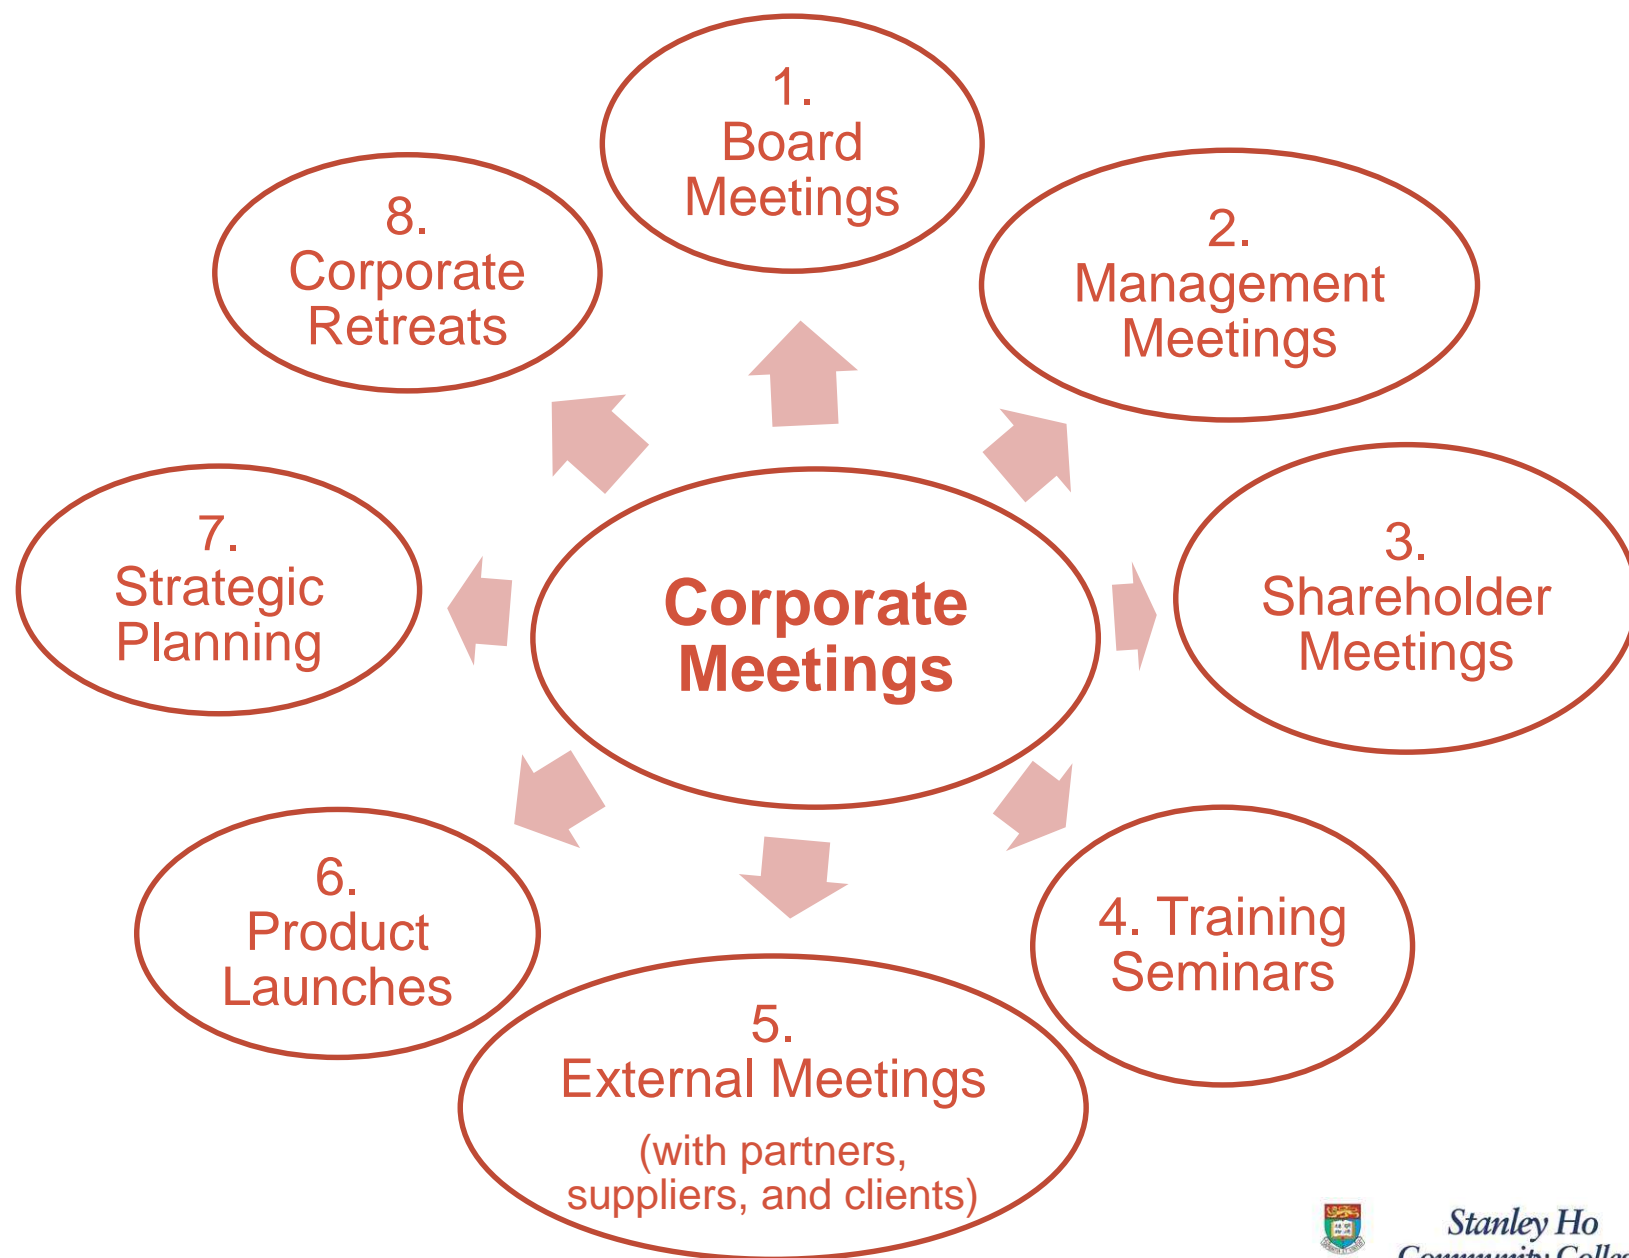 1.
Board
Meetings
2.
Management
Meetings
3.
Shareholder
Meetings
4. Training
Seminars
5.
External Meetings
(with partners,
suppliers, and clients)
6.
Product
Launches
7.
Strategic
Planning
8.
Corporate
Retreats
Corporate
Meetings
Stanley Ho
Community